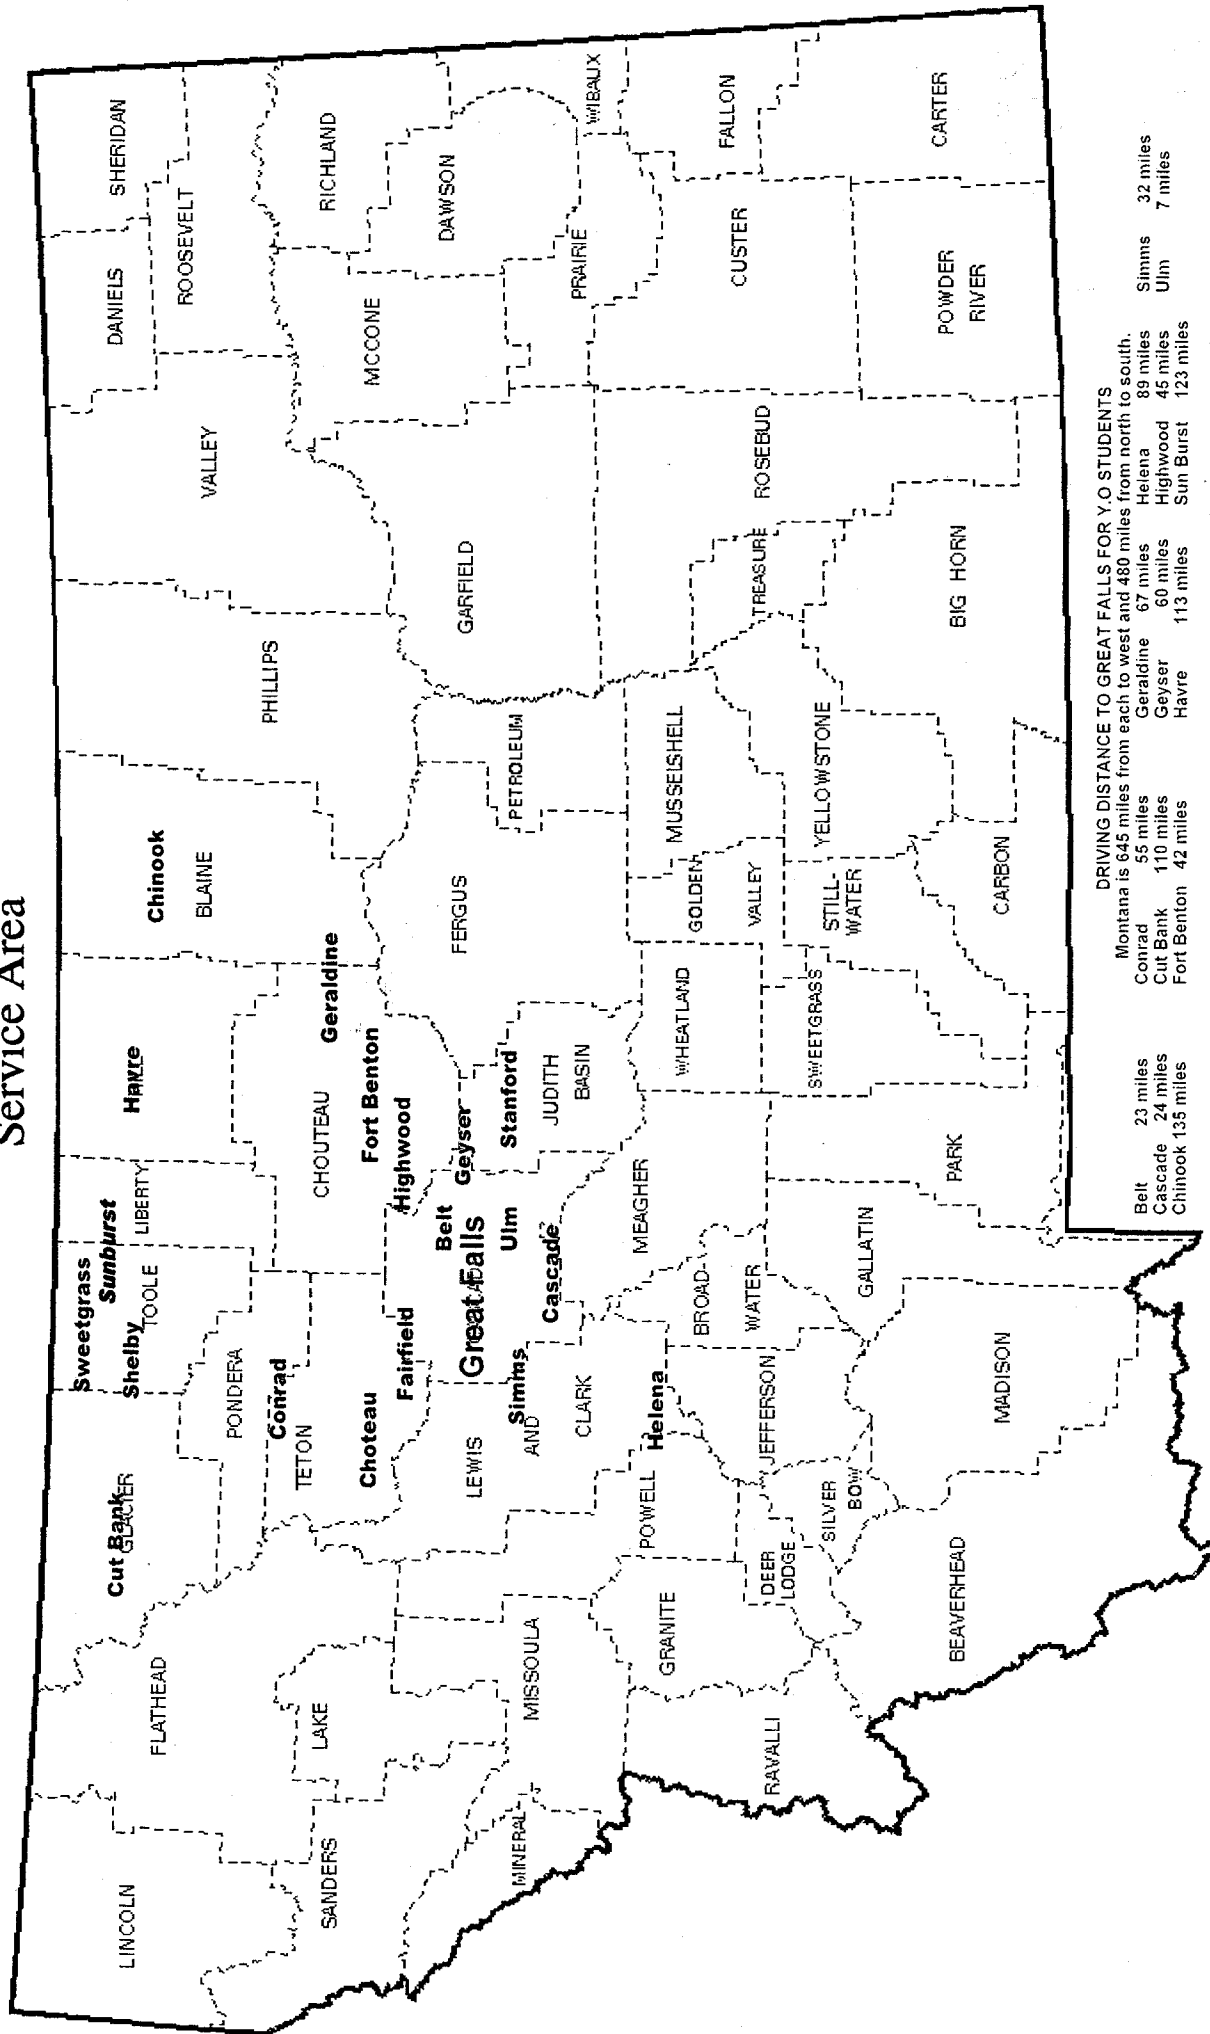 Service Area
LINCOLN
FLATHEAD
Cut Bank
GLACIER
Sweetgrass
Sunburst
Shelby
TOOLE
LIBERTY
Havre
Chinook
BLAINE
PHILLIPS
VALLEY
DANIELS
SHERIDAN
ROOSEVELT
SANDERS
LAKE
PONDERA
Conrad
TETON
Choteau
Fairfield
CHOUTEAU
Geraldine
Fort Benton
Highwood
GARFIELD
MCCONE
RICHLAND
DAWSON
MINERAL
MISSOULA
LEWIS
AND
CLARK
Simms
Great Falls
Belt
Ulm
Cascade
Geyser
Stanford
JUDITH
BASIN
FERGUS
PETROLEUM
PRAIRIE
WIBAUX
GRANITE
POWELL
Helena
MEAGHER
BROAD-
WATER
WHEATLAND
GOLDEN
VALLEY
MUSSELSHELL
TREASURE
ROSEBUD
CUSTER
FALLON
RAVALLI
DEER
LODGE
SILVER
BOW
JEFFERSON
GALLATIN
SWEETGRASS
STILL-
WATER
YELLOWSTONE
BEAVERHEAD
MADISON
PARK
CARBON
BIG HORN
POWDER
RIVER
CARTER
DRIVING DISTANCE TO GREAT FALLS FOR Y.O STUDENTS
Montana is 645 miles from each to west and 480 miles from north to south.
Belt 23 miles Conrad 55 miles Geraldine 67 miles Helena 89 miles Simms 32 miles
Cascade 24 miles Cut Bank 110 miles Geyser 60 miles Highwood 45 miles Ulm 7 miles
Chinook 135 miles Fort Benton 42 miles Havre 113 miles Sun Burst 123 miles